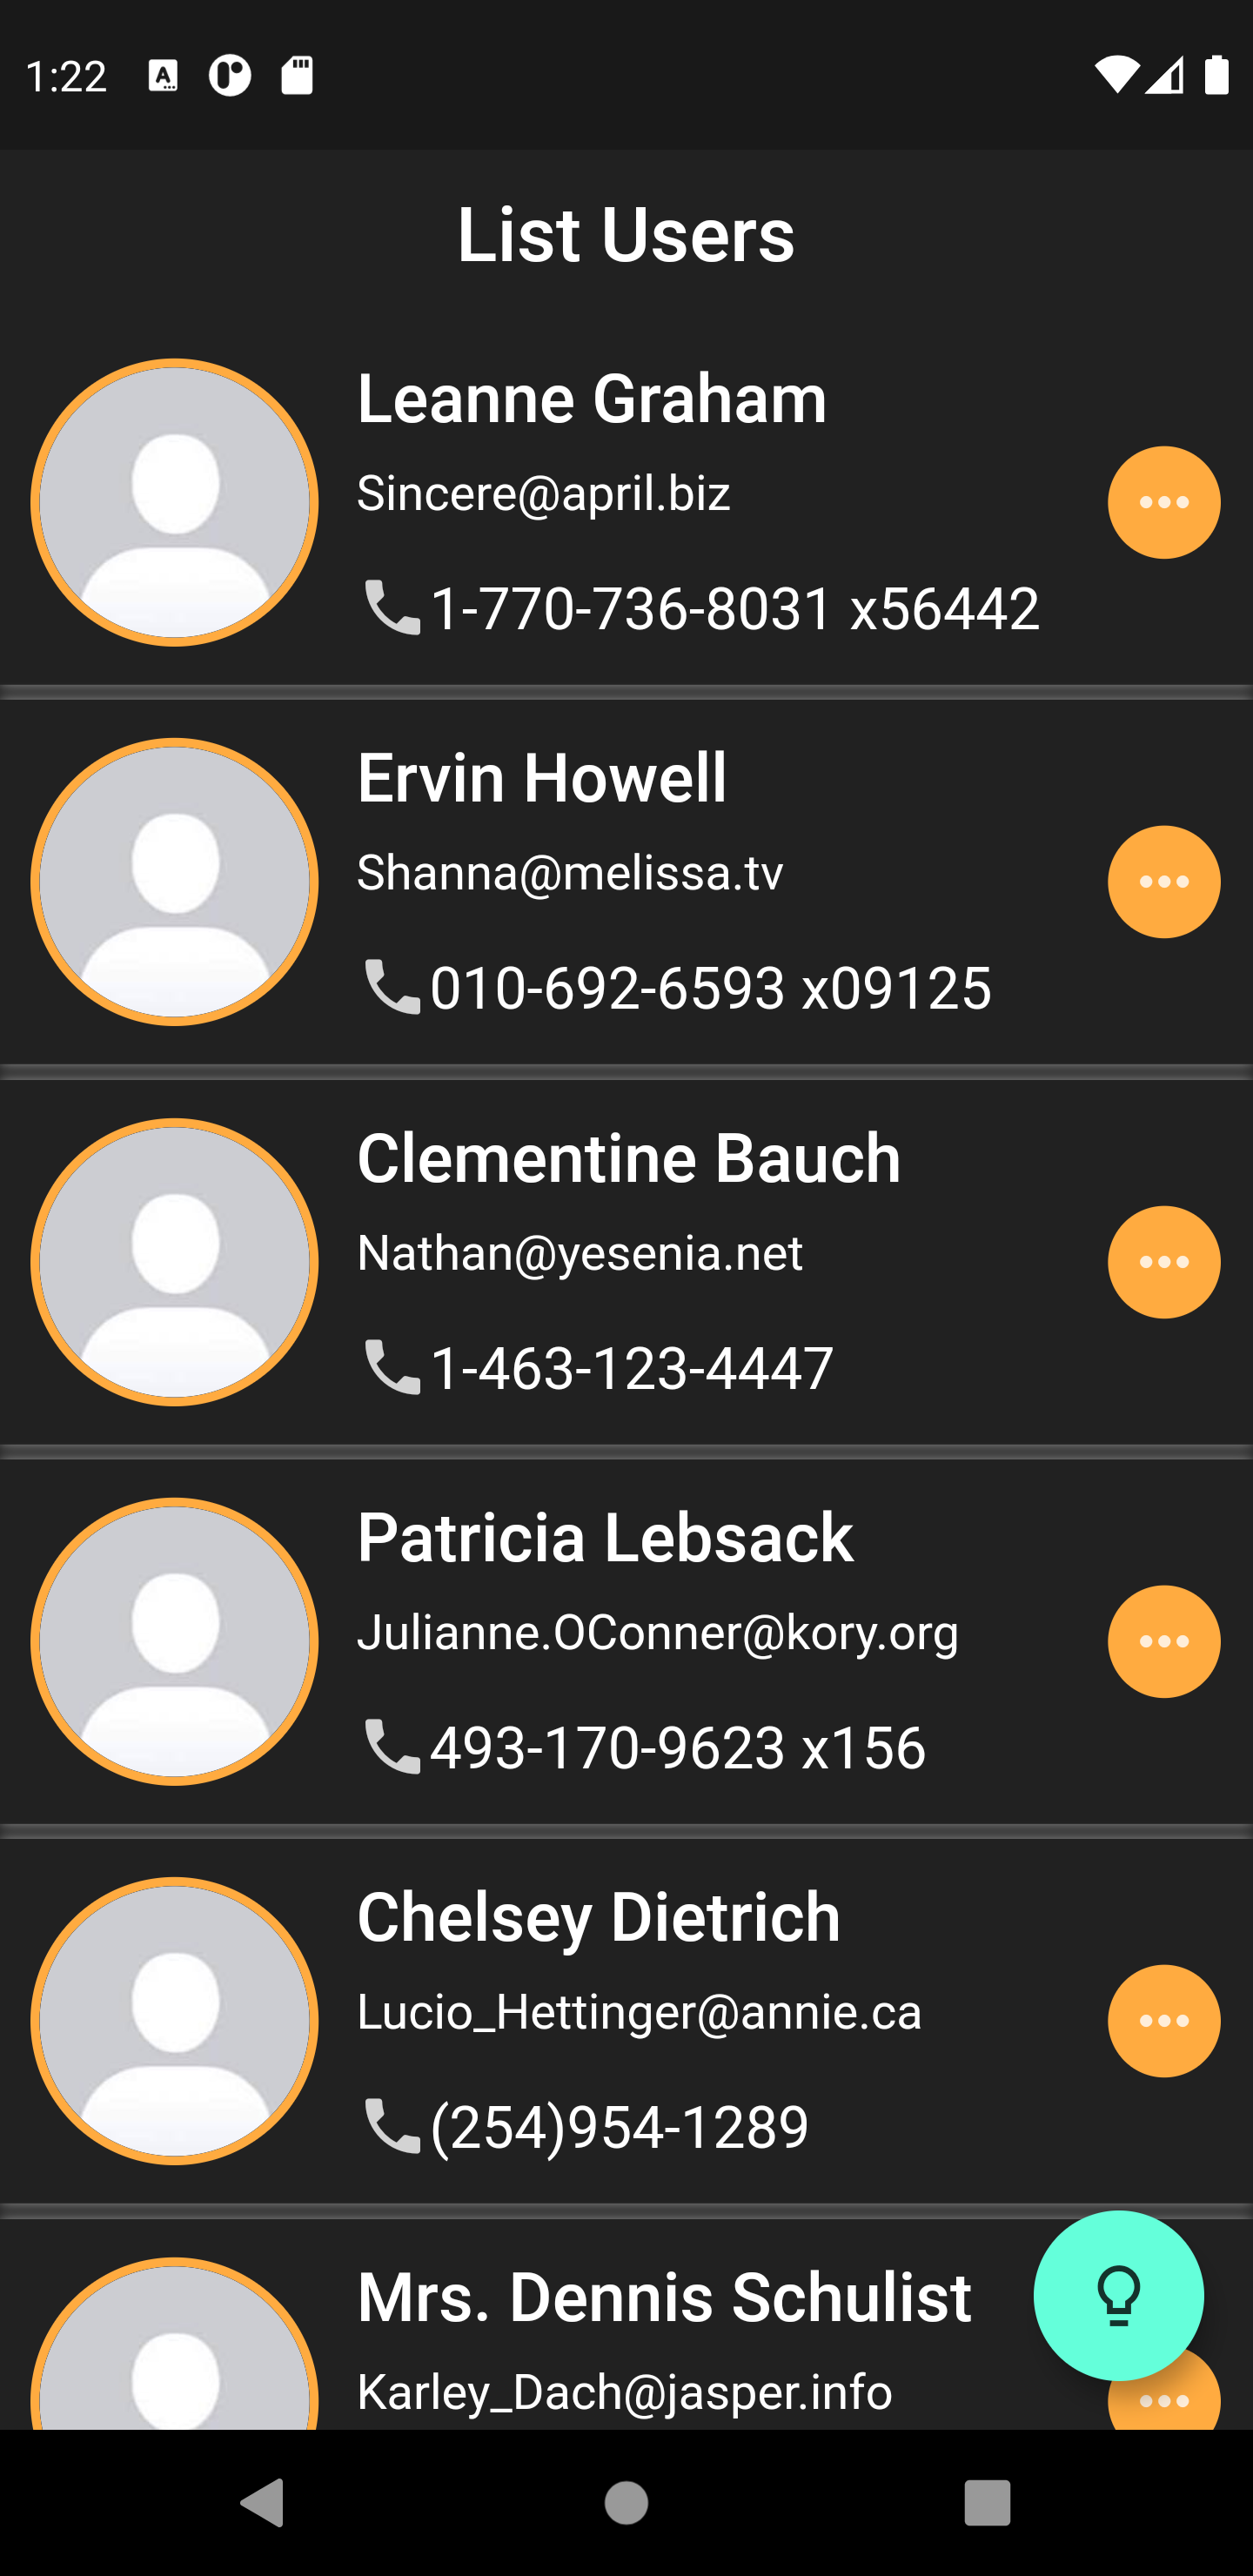 1:22
List Users
Leanne Graham
Sincere@april.biz
1-770-736-8031 x56442
Ervin Howell
Shanna@melissa.tv
010-692-6593 x09125
Clementine Bauch
Nathan@yesenia.net
1-463-123-4447
Patricia Lebsack
Julianne.OConner@kory.org
493-170-9623 x156
Chelsey Dietrich
Lucio_Hettinger@annie.ca
(254)954-1289
Mrs. Dennis Schulist
Karley_Dach@jasper.info